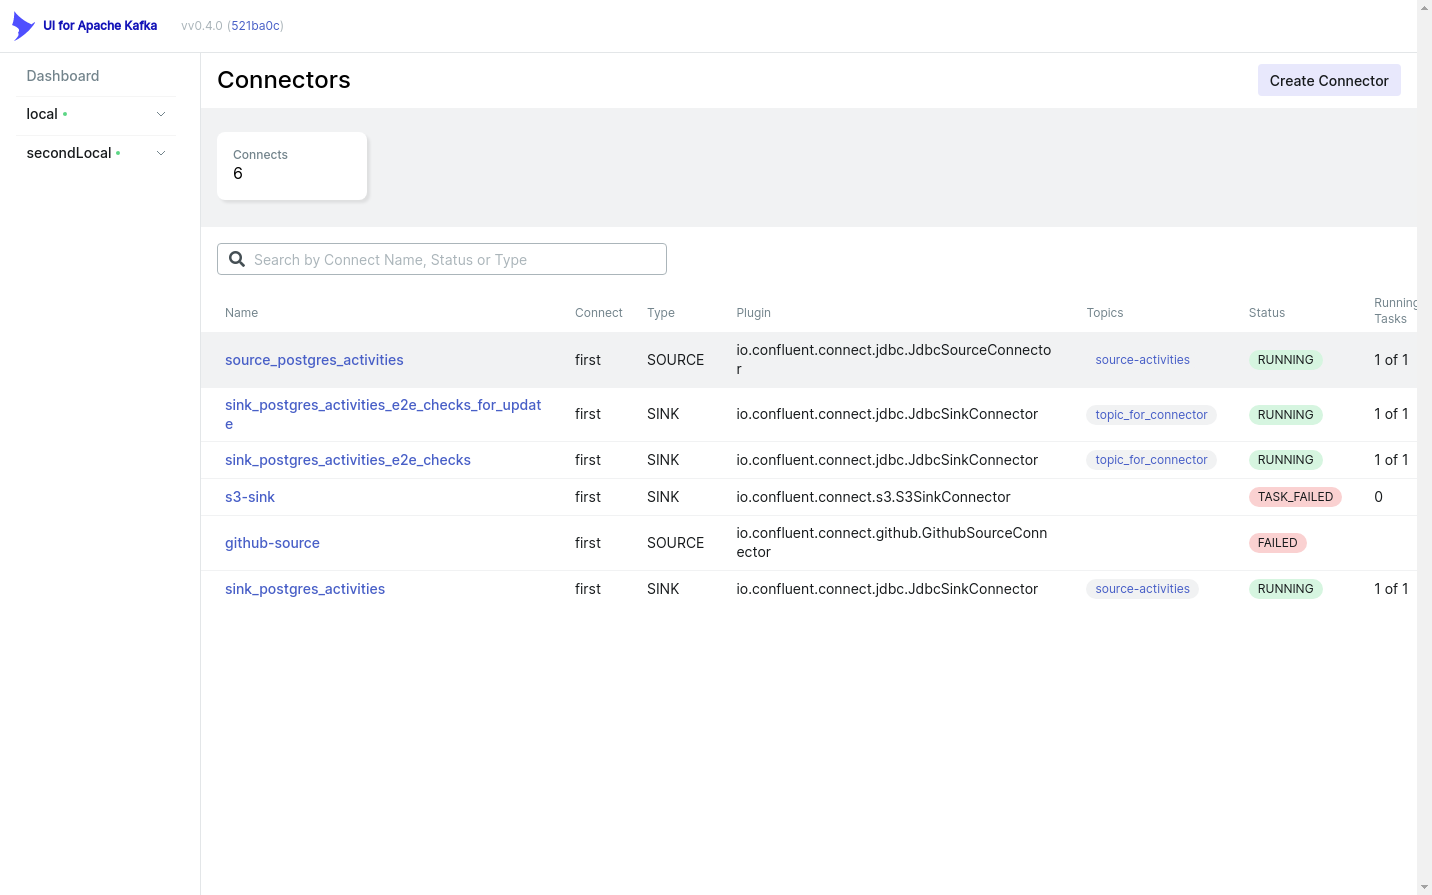 UI for Apache Kafka vv0.4.0 (521ba0c)
Dashboard
local
secondLocal
Connectors
Create Connector
Connects
6
Search by Connect Name, Status or Type
Name Connect Type Plugin Topics Status Running
Tasks
source_postgres_activities first SOURCE io.confluent.connect.jdbc.JdbcSourceConnecto
r source-activities RUNNING 1 of 1
sink_postgres_activities_e2e_checks_for_updat
e first SINK io.confluent.connect.jdbc.JdbcSinkConnector topic_for_connector RUNNING 1 of 1
sink_postgres_activities_e2e_checks first SINK io.confluent.connect.jdbc.JdbcSinkConnector topic_for_connector RUNNING 1 of 1
s3-sink first SINK io.confluent.connect.s3.S3SinkConnector TASK_FAILED 0
github-source first SOURCE io.confluent.connect.github.GithubSourceConn
ector FAILED
sink_postgres_activities first SINK io.confluent.connect.jdbc.JdbcSinkConnector source-activities RUNNING 1 of 1